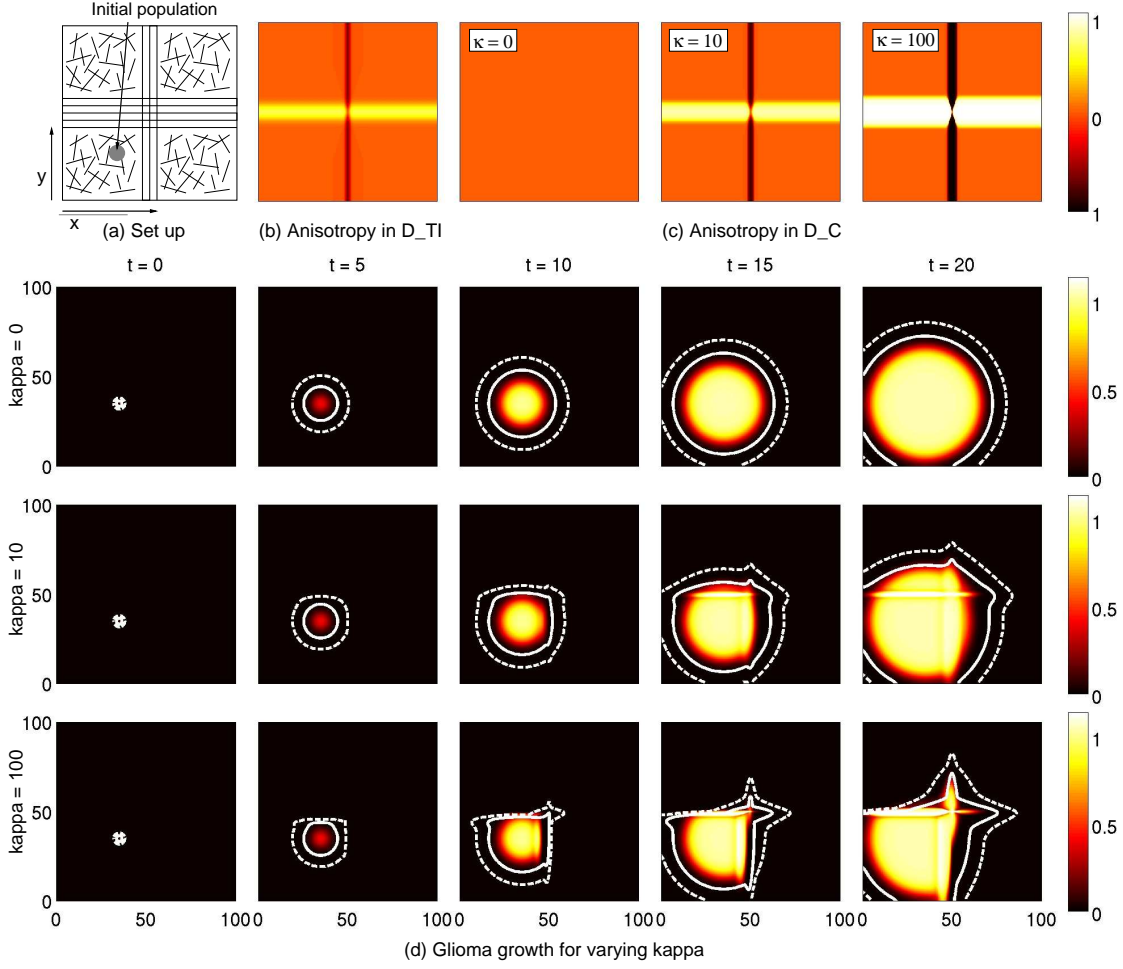 Initial population
y
x
(a) Set up
(b) Anisotropy in D_TI
κ = 0
κ = 10
κ = 100
(c) Anisotropy in D_C
1
0
1
t = 0
t = 5
t = 10
t = 15
t = 20
kappa = 0
100
50
0
1
0.5
0
kappa = 10
100
50
0
1
0.5
0
kappa = 100
100
50
0
1
0.5
0
0 50 100
0 50 100
0 50 100
0 50 100
0 50 100
(d) Glioma growth for varying kappa